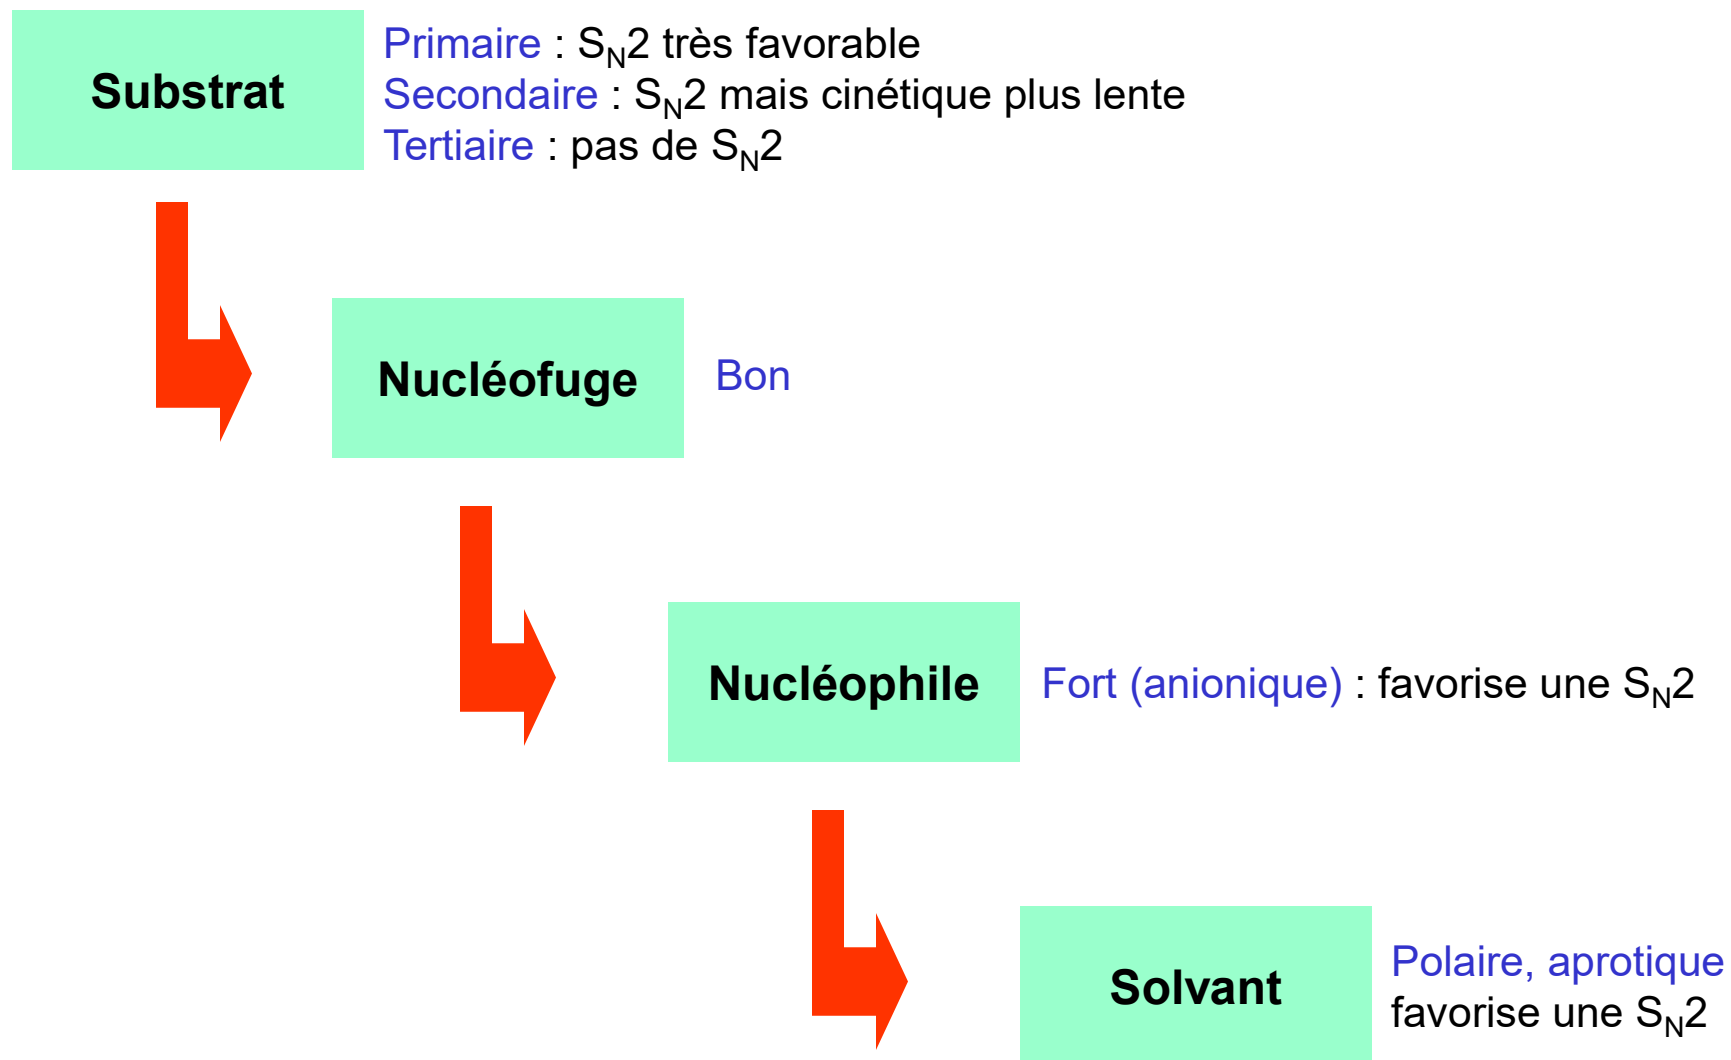 Substrat
Primaire : SN2 très favorable
Secondaire : SN2 mais cinétique plus lente
Tertiaire : pas de SN2
Nucléofuge
Bon
Nucléophile
Fort (anionique) : favorise une SN2
Solvant
Polaire, aprotique
favorise une SN2